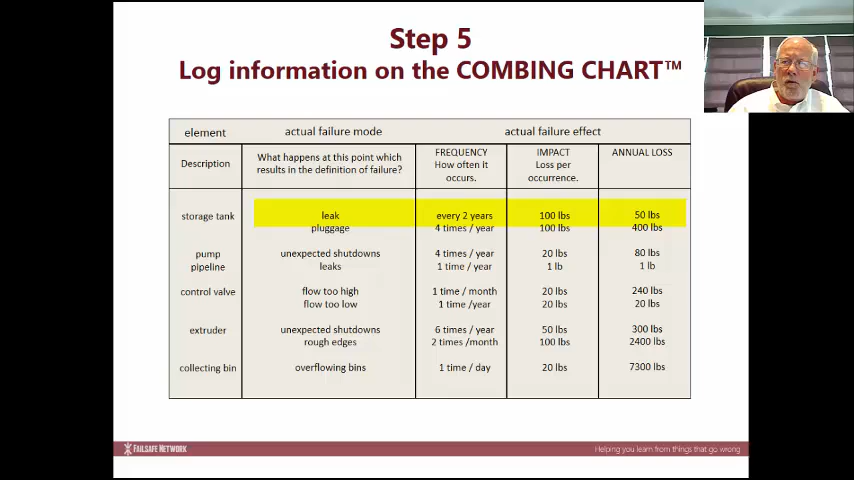 Step 5
Log information on the COMBING CHART™
element actual failure mode actual failure effect
Description What happens at this point which results in the definition of failure? FREQUENCY How often it occurs. IMPACT Loss per occurrence. ANNUAL LOSS
storage tank leak every 2 years 100 lbs 50 lbs
pluggage 4 times / year 100 lbs 400 lbs
pump unexpected shutdowns 4 times / year 20 lbs 80 lbs
pipeline leaks 1 time / year 1 lb 1 lb
control valve flow too high 1 time / month 20 lbs 240 lbs
flow too low 1 time /year 20 lbs 20 lbs
extruder unexpected shutdowns 6 times / year 50 lbs 300 lbs
rough edges 2 times /month 100 lbs 2400 lbs
collecting bin overflowing bins 1 time / day 20 lbs 7300 lbs
FAILSAFE NETWORK Helping you learn from things that go wrong